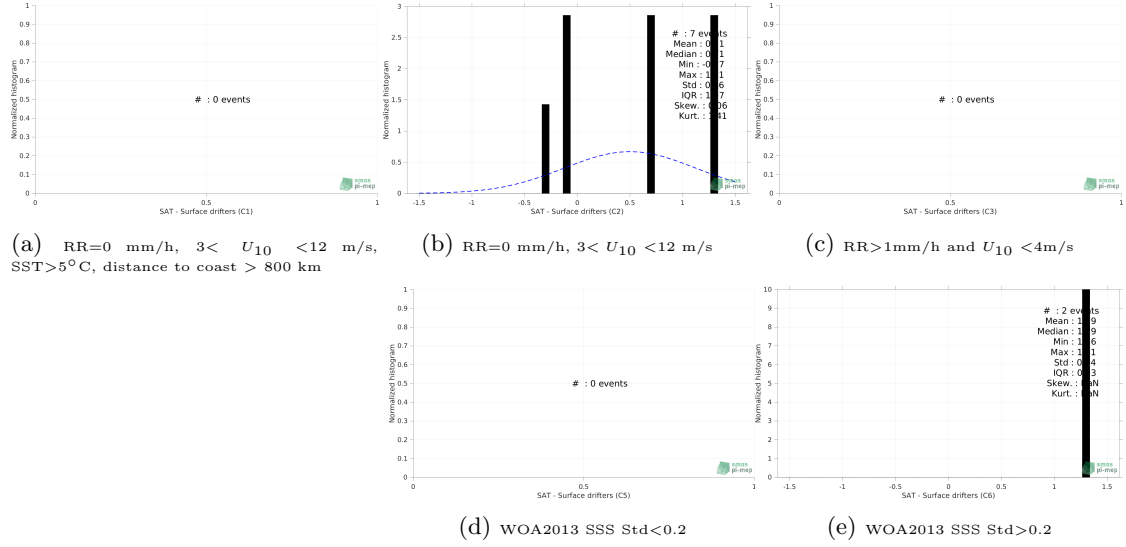 1
0.9
0.8
0.7
0.6
0.5
0.4
0.3
0.2
0.1
0
Normalized histogram
# : 0 events
0 0.5 1
SAT - Surface drifters (C1)
smos
pi-mep
(a) RR=0 mm/h, 3< U10 <12 m/s,
SST>5°C, distance to coast > 800 km
3
2.5
2
1.5
1
0.5
0
Normalized histogram
# : 7 events
Mean :
Median :
Min :
Max :
Std :
IQR :
Skew. :
Kurt. :
-1.5 -1 -0.5 0 0.5 1 1.5
SAT - Surface drifters (C2)
smos
pi-mep
(b) RR=0 mm/h, 3< U10 <12 m/s
1
0.9
0.8
0.7
0.6
0.5
0.4
0.3
0.2
0.1
0
Normalized histogram
# : 0 events
0 0.5 1
SAT - Surface drifters (C3)
smos
pi-mep
(c) RR>1mm/h and U10 <4m/s
1
0.9
0.8
0.7
0.6
0.5
0.4
0.3
0.2
0.1
0
Normalized histogram
# : 0 events
0 0.5 1
SAT - Surface drifters (C5)
smos
pi-mep
(d) WOA2013 SSS Std<0.2
10
9
8
7
6
5
4
3
2
1
0
Normalized histogram
# : 2 events
Mean :
Median :
Min :
Max :
Std :
IQR :
Skew. : NaN
Kurt. : NaN
-1.5 -1 -0.5 0 0.5 1 1.5
SAT - Surface drifters (C6)
smos
pi-mep
(e) WOA2013 SSS Std>0.2